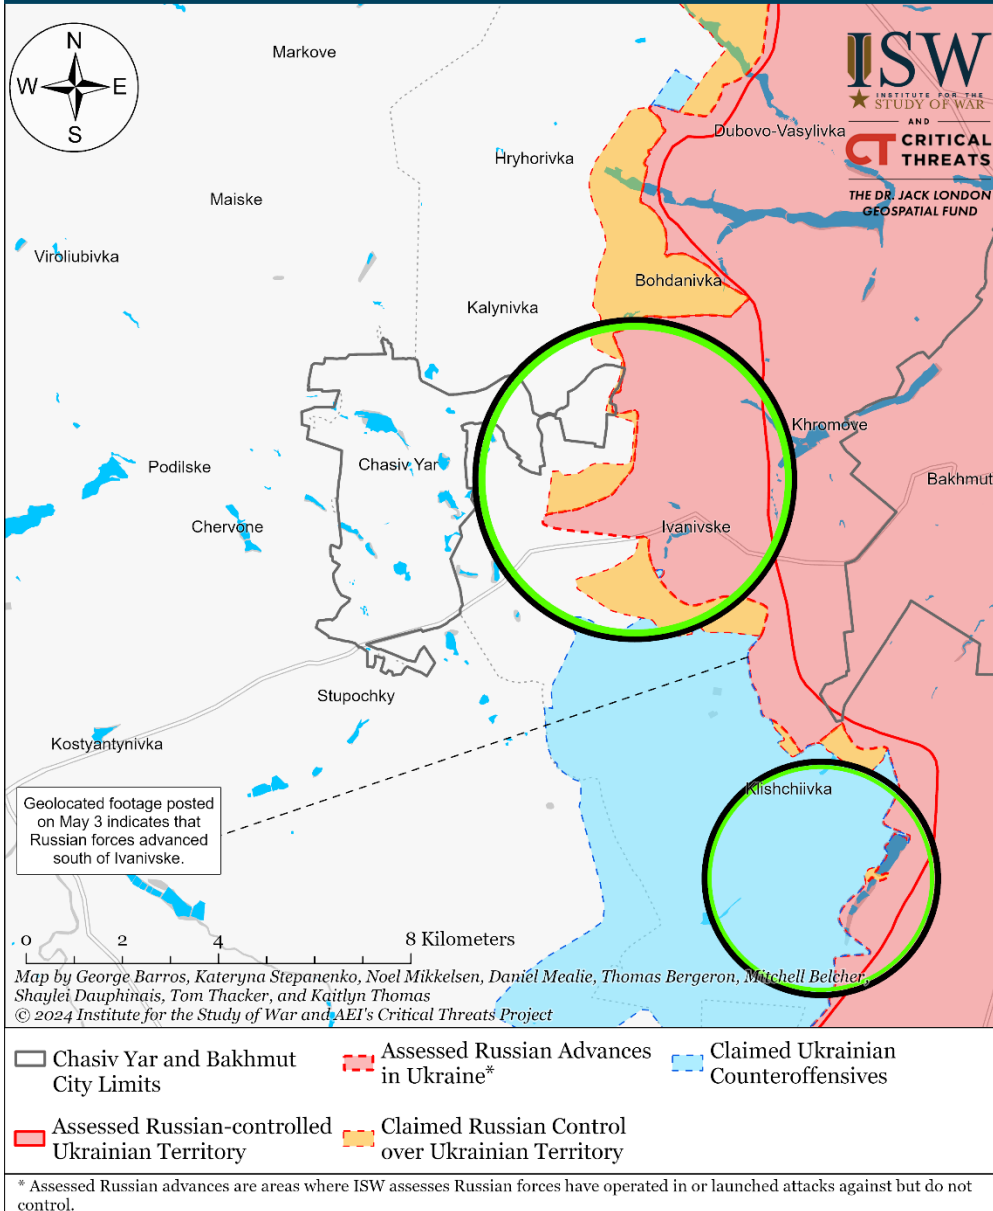 N
W
E
S
ISW
INSTITUTE FOR THE
STUDY OF WAR
AND
CT CRITICAL
THREATS
THE DR. JACK LONDON
GEOSPATIAL FUND
Markove
Dubovo-Vasylivka
Hryhorivka
Maiske
Viroliubivka
Bohdanivka
Kalynivka
Khromove
Podilske
Chasiv Yar
Bakhmut
Chervone
Ivanivske
Stupochky
Kostyantynivka
Klishchiivka
Geolocated footage posted
on May 3 indicates that
Russian forces advanced
south of Ivanivske.
0 2 4 8 Kilometers
Map by George Barros, Kateryna Stepanenko, Noel Mikkelsen, Daniel Mealie, Thomas Bergeron, Mitchell Belcher,
Shaylei Dauphinais, Tom Thacker, and Kaitlyn Thomas
© 2024 Institute for the Study of War and AEI's Critical Threats Project
Chasiv Yar and Bakhmut
City Limits
Assessed Russian Advances
in Ukraine*
Claimed Ukrainian
Counteroffensives
Assessed Russian-controlled
Ukrainian Territory
Claimed Russian Control
over Ukrainian Territory
* Assessed Russian advances are areas where ISW assesses Russian forces have operated in or launched attacks against but do not
control.